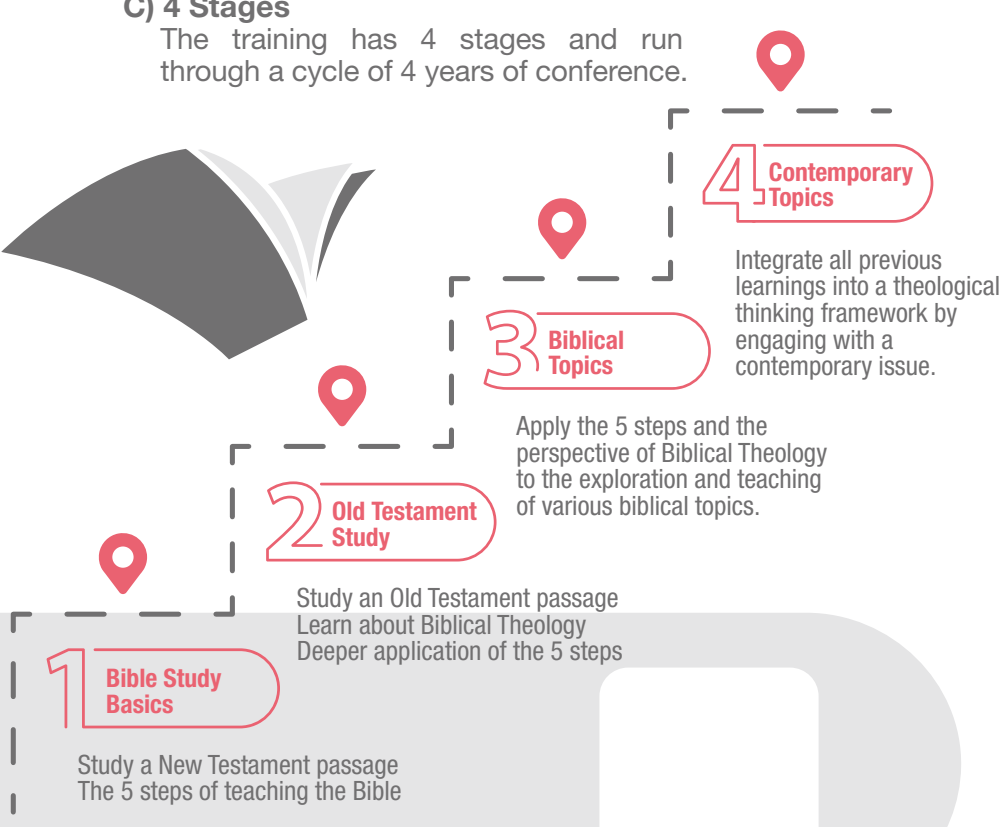 C) 4 Stages
The training has 4 stages and run
through a cycle of 4 years of conference.
4
Contemporary
Topics
Integrate all previous
learnings into a theological
thinking framework by
engaging with a
contemporary issue.
3
Biblical
Topics
Apply the 5 steps and the
perspective of Biblical Theology
to the exploration and teaching
of various biblical topics.
2
Old Testament
Study
Study an Old Testament passage
Learn about Biblical Theology
Deeper application of the 5 steps
1
Bible Study
Basics
Study a New Testament passage
The 5 steps of teaching the Bible